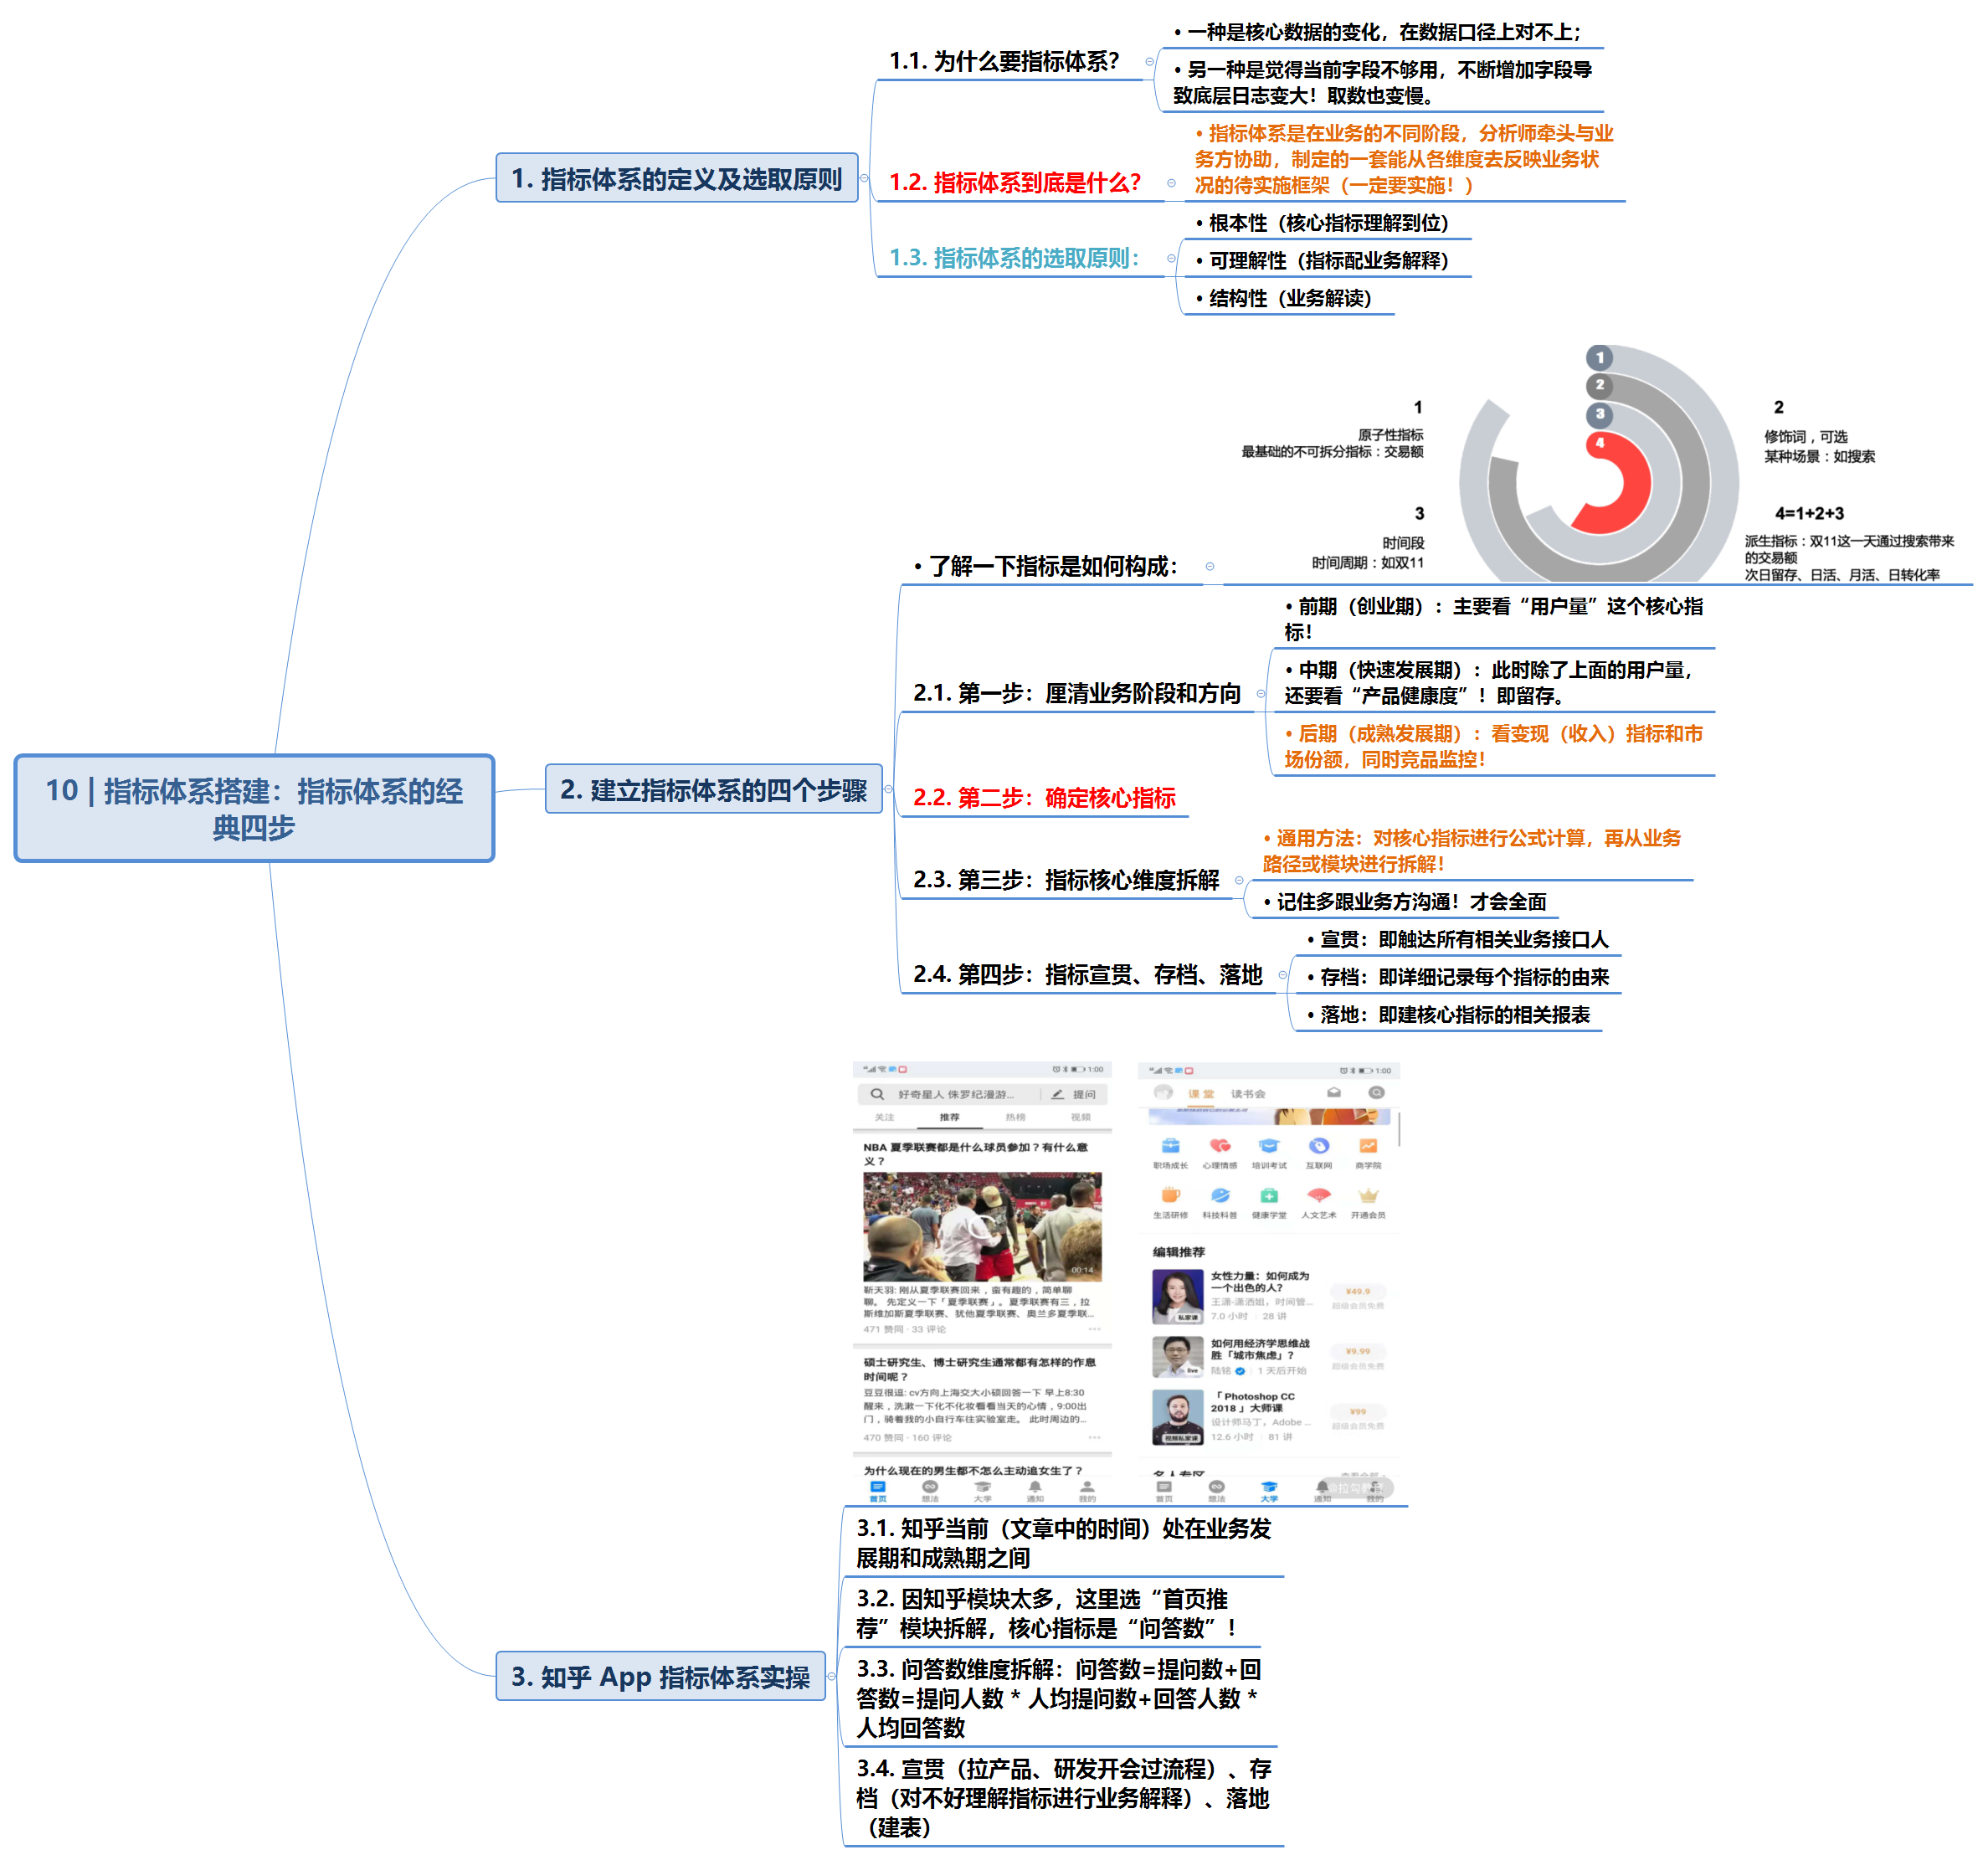 10 | 指标体系搭建：指标体系的经
典四步
1. 指标体系的定义及选取原则
1.1. 为什么要指标体系？
• 一种是核心数据的变化，在数据口径上对不上；
• 另一种是觉得当前字段不够用，不断增加字段导
致底层日志变大！取数也变慢。
1.2. 指标体系到底是什么？
• 指标体系是在业务的不同阶段，分析师牵头与业
务方协助，制定的一套能从各维度去反映业务状
况的待实施框架（一定要实施！）
1.3. 指标体系的选取原则：
• 根本性（核心指标理解到位）
• 可理解性（指标配业务解释）
• 结构性（业务解读）
2. 建立指标体系的四个步骤
• 了解一下指标是如何构成：
1
原子性指标
最基础的不可拆分指标：交易额
1
2
3
4
2
修饰词，可选
某种场景：如搜索
3
时间段
时间周期：如双11
4=1+2+3
派生指标：双11这一天通过搜索带来
的交易额
次日留存、日活、月活、日转化率
2.1. 第一步：厘清业务阶段和方向
• 前期（创业期）：主要看“用户量”这个核心指
标！
• 中期（快速发展期）：此时除了上面的用户量，
还要看“产品健康度”！即留存。
• 后期（成熟发展期）：看变现（收入）指标和市
场份额，同时竞品监控！
2.2. 第二步：确定核心指标
2.3. 第三步：指标核心维度拆解
• 通用方法：对核心指标进行公式计算，再从业务
路径或模块进行拆解！
• 记住多跟业务方沟通！才会全面
2.4. 第四步：指标宣贯、存档、落地
• 宣贯：即触达所有相关业务接口人
• 存档：即详细记录每个指标的由来
• 落地：即建核心指标的相关报表
3. 知乎 App 指标体系实操
1:00
好奇星人 侏罗纪漫游...
提问
关注 推荐 热榜 视频
NBA 夏季联赛都是什么球员参加？有什么意
义？
00:14
靳天羽: 刚从夏季联赛回来，蛮有趣的，简单聊
聊。 先定义一下「夏季联赛」。夏季联赛有三，拉
斯维加斯夏季联赛、犹他夏季联赛、奥兰多夏季联...
471 赞同 · 33 评论
硕士研究生、博士研究生通常都有怎样的作息
时间呢？
豆豆很逗: cv方向上海交大小硕回答一下 早上8:30
醒来，洗漱一下化不化妆看看当天的心情，9:00出
门，骑着我的小自行车往实验室走。 此时周边的...
470 赞同 · 160 评论
为什么现在的男生都不怎么主动追女生了？
首页 想法 大学 通知 我的
1:00
课堂 读书会
职场成长 心理情感 培训考试 互联网 商学院
生活研修 科技科普 健康学堂 人文艺术 开通会员
编辑推荐
女性力量：如何成为
一个出色的人？
王潇-潇洒姐，时间管...
7.0 小时 | 28 讲
私家课
¥49.9
超级会员免费
如何用经济学思维战
胜「城市焦虑」？
陆铭 | 1 天后开始
live
¥9.99
超级会员免费
「 Photoshop CC
2018 」大师课
设计师马丁，Adobe ...
12.6 小时 | 81 讲
视频私家课
¥99
超级会员免费
名人专区
首页 想法 大学 通知 我的
3.1. 知乎当前（文章中的时间）处在业务发
展期和成熟期之间
3.2. 因知乎模块太多，这里选“首页推
荐”模块拆解，核心指标是“问答数”！
3.3. 问答数维度拆解：问答数=提问数+回
答数=提问人数 * 人均提问数+回答人数 *
人均回答数
3.4. 宣贯（拉产品、研发开会过流程）、存
档（对不好理解指标进行业务解释）、落地
（建表）